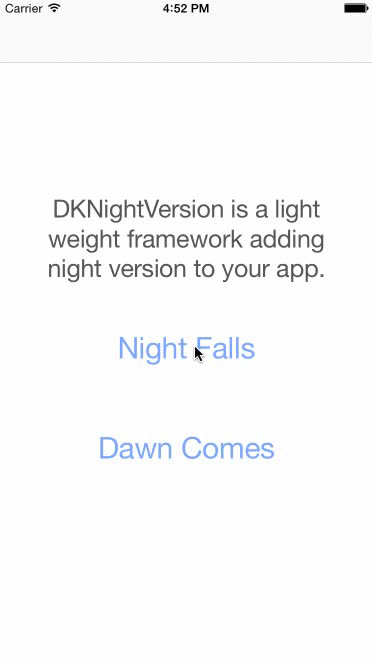 Carrier 4:52 PM
DKNightVersion is a light
weight framework adding
night version to your app.
Night Falls
Dawn Comes